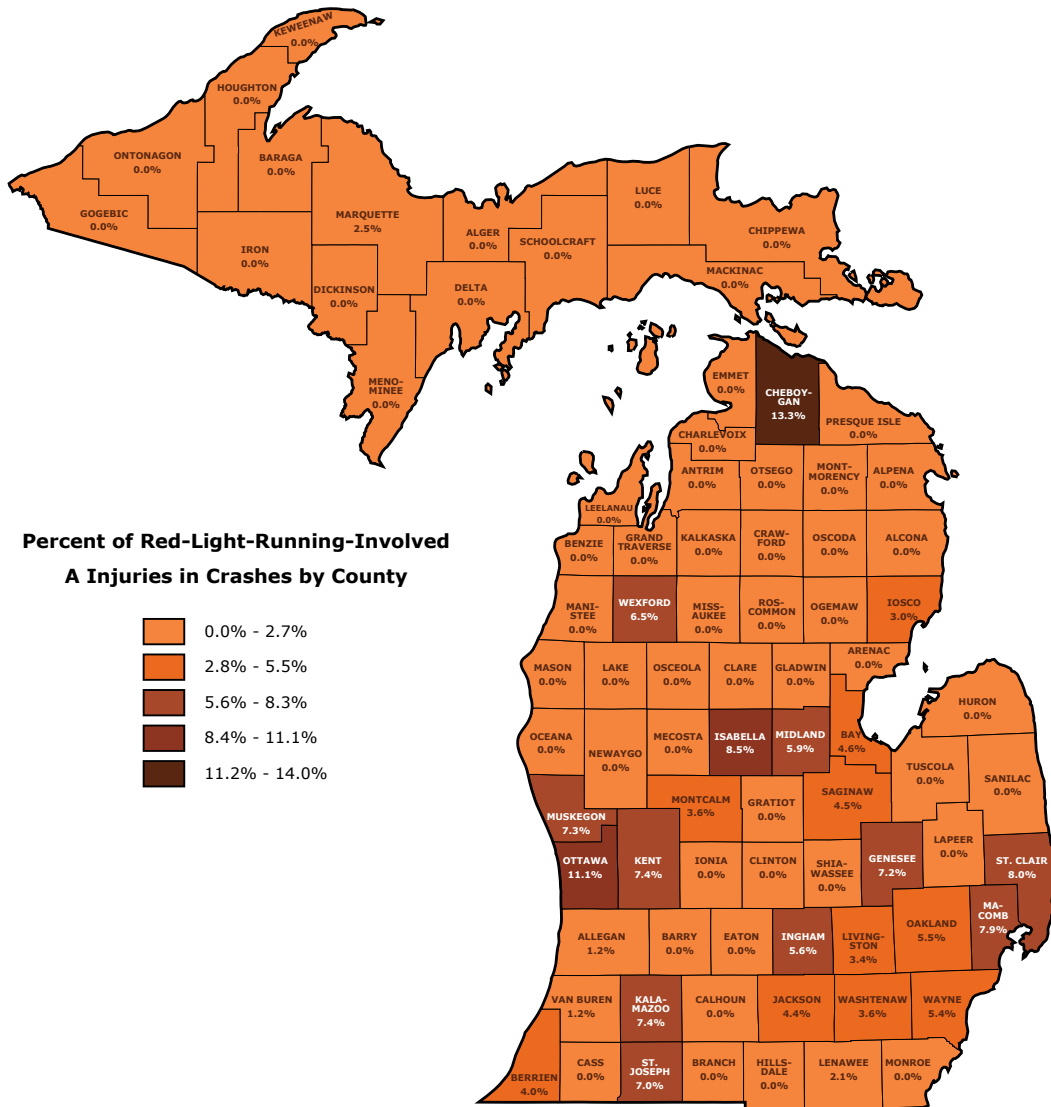 KEWEENAW
0.0%
HOUGHTON
0.0%
ONTONAGON
0.0%
BARAGA
0.0%
GOGEBIC
0.0%
MARQUETTE
2.5%
IRON
0.0%
DICKINSON
0.0%
ALGER
0.0%
DELTA
0.0%
SCHOOLCRAFT
0.0%
LUCE
0.0%
CHIPPEWA
0.0%
MACKINAC
0.0%
MENO-
MINEE
0.0%
EMMET
0.0%
CHEBOY-
GAN
13.3%
PRESQUE ISLE
0.0%
CHARLEVOIX
0.0%
ANTRIM
0.0%
OTSEGO
0.0%
MONT-
MORENCY
0.0%
ALPENA
0.0%
LEELANAU
0.0%
BENZIE
0.0%
GRAND
TRAVERSE
0.0%
KALKASKA
0.0%
CRAW-
FORD
0.0%
OSCODA
0.0%
ALCONA
0.0%
MANI-
STEE
0.0%
WEXFORD
6.5%
MISS-
AUKEE
0.0%
ROS-
COMMON
0.0%
OGEMAW
0.0%
IOSCO
3.0%
MASON
0.0%
LAKE
0.0%
OSCEOLA
0.0%
CLARE
0.0%
GLADWIN
0.0%
ARENAC
0.0%
OCEANA
0.0%
NEWAYGO
0.0%
MECOSTA
0.0%
ISABELLA
8.5%
MIDLAND
5.9%
BAY
4.6%
HURON
0.0%
TUSCOLA
0.0%
SANILAC
0.0%
MUSKEGON
7.3%
MONTCALM
3.6%
GRATIOT
0.0%
SAGINAW
4.5%
OTTAWA
11.1%
KENT
7.4%
IONIA
0.0%
CLINTON
0.0%
SHIA-
WASSEE
0.0%
GENESEE
7.2%
LAPEER
0.0%
ST. CLAIR
8.0%
ALLEGAN
1.2%
BARRY
0.0%
EATON
0.0%
INGHAM
5.6%
LIVING-
STON
3.4%
OAKLAND
5.5%
MA-
COMB
7.9%
VAN BUREN
1.2%
KALA-
MAZOO
7.4%
CALHOUN
0.0%
JACKSON
4.4%
WASHTENAW
3.6%
WAYNE
5.4%
BERRIEN
4.0%
CASS
0.0%
ST.
JOSEPH
7.0%
BRANCH
0.0%
HILLS-
DALE
0.0%
LENAWEE
2.1%
MONROE
0.0%
Percent of Red-Light-Running-Involved
A Injuries in Crashes by County
0.0% - 2.7%
2.8% - 5.5%
5.6% - 8.3%
8.4% - 11.1%
11.2% - 14.0%